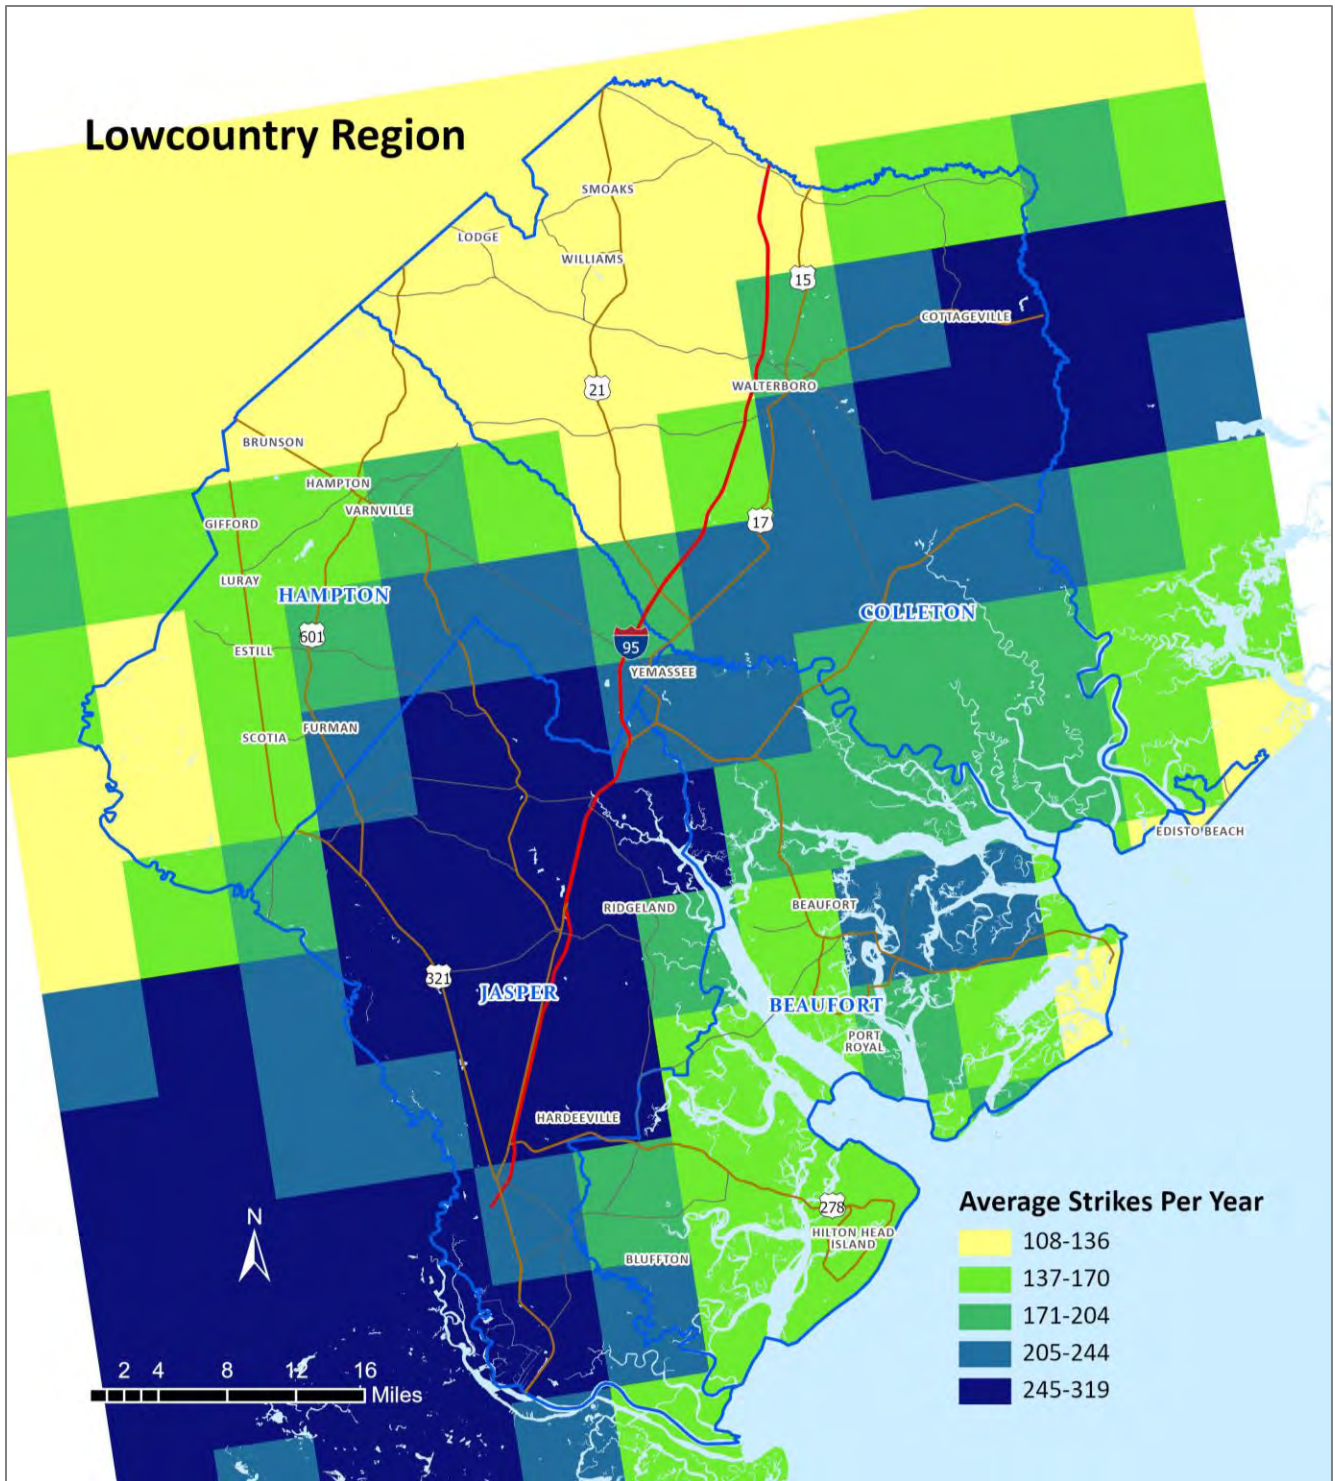 Lowcountry Region
SMOAKS
LODGE
WILLIAMS
15
COTTAGEVILLE
21
WALTERBORO
BRUNSON
HAMPTON
VARNVILLE
GIFFORD
17
LURAY
HAMPTON
COLLETON
601
95
ESTILL
YEMASSEE
SCOTIA
FURMAN
EDISTO BEACH
RIDGELAND
BEAUFORT
321
JASPER
BEAUFORT
PORT
ROYAL
HARDEEVILLE
278
HILTON HEAD
ISLAND
BLUFFTON
N
2 4 8 12 16
Miles
Average Strikes Per Year
108-136
137-170
171-204
205-244
245-319